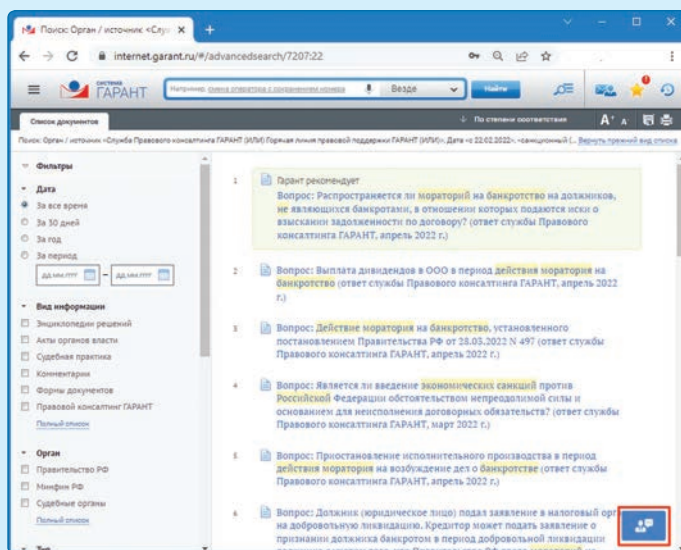 Поиск: Орган / источник «Слу
internet.garant.ru/#/advancedsearch/7207:22
СИСТЕМА
ГАРАНТ
Например, смена оператора с сохранением номера
Везде
Найти
Список документов
По степени соответствия
Поиск: Орган / источник «Служба Правового консалтинга ГАРАНТ (ИЛИ) Горячая линия правовой поддержки ГАРАНТ (ИЛИ)», Дата «с 22.02.2022», «санкционный (... Вернуть прежний вид списка
Фильтры
Дата
За все время
За 30 дней
За год
За период
дд.мм.гггг – дд.мм.гггг
Вид информации
Энциклопедии решений
Акты органов власти
Судебная практика
Комментарии
Формы документов
Правовой консалтинг ГАРАНТ
Полный список
Орган
Правительство РФ
Минфин РФ
Судебные органы
Полный список
Тип
1 Гарант рекомендует
Вопрос: Распространяется ли мораторий на банкротство на должников,
не являющихся банкротами, в отношении которых подаются иски о
взыскании задолженности по договору? (ответ службы Правового
консалтинга ГАРАНТ, апрель 2022 г.)
2 Вопрос: Выплата дивидендов в ООО в период действия моратория на
банкротство (ответ службы Правового консалтинга ГАРАНТ, апрель 2022
г.)
3 Вопрос: Действие моратория на банкротство, установленного
постановлением Правительства РФ от 28.03.2022 N 497 (ответ службы
Правового консалтинга ГАРАНТ, апрель 2022 г.)
4 Вопрос: Является ли введение экономических санкций против
Российской Федерации обстоятельством непреодолимой силы и
основанием для неисполнения договорных обязательств? (ответ службы
Правового консалтинга ГАРАНТ, март 2022 г.)
5 Вопрос: Приостановление исполнительного производства в период
действия моратория на возбуждение дел о банкротстве (ответ службы
Правового консалтинга ГАРАНТ, апрель 2022 г.)
6 Вопрос: Должник (юридическое лицо) подал заявление в налоговый орг
на добровольную ликвидацию. Кредитор может подать заявление о
признании должника банкротом в период добровольной ликвидации